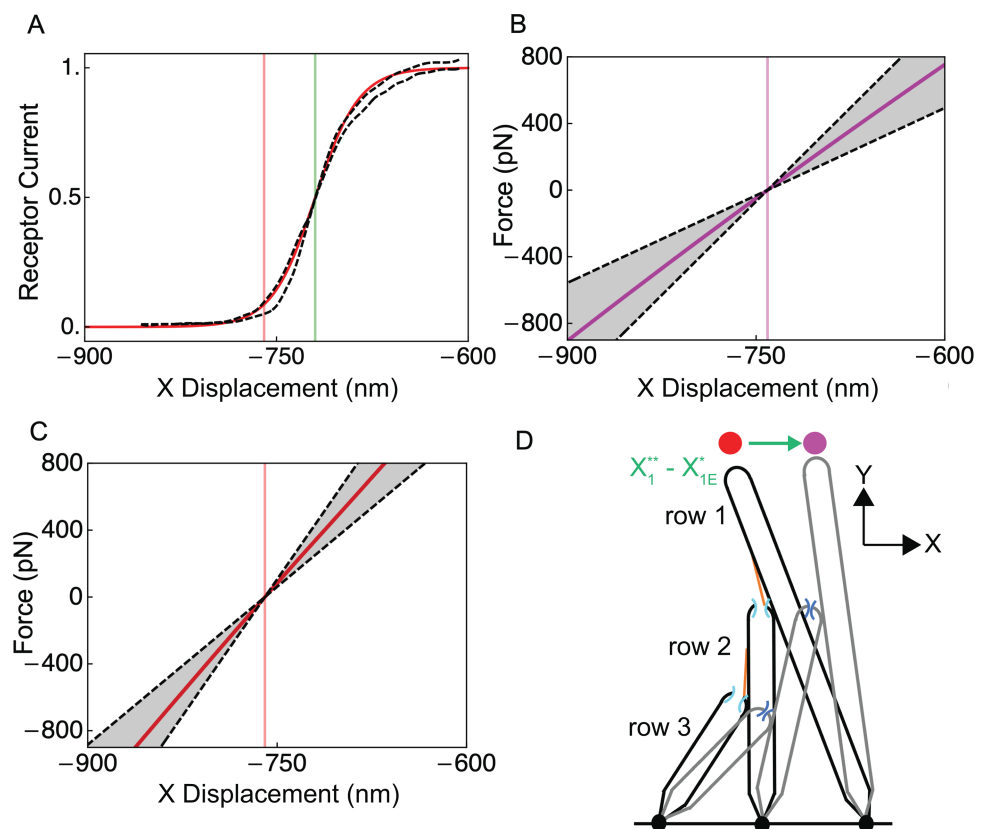 A
1.
0.5
0.
Receptor Current
−900
−750
−600
X Displacement (nm)
B
800
400
0
−400
−800
Force (pN)
−900
−750
−600
X Displacement (nm)
C
800
400
0
−400
−800
Force (pN)
−900
−750
−600
X Displacement (nm)
D
X₁** - X₁E*
row 1
row 2
row 3
Y
X